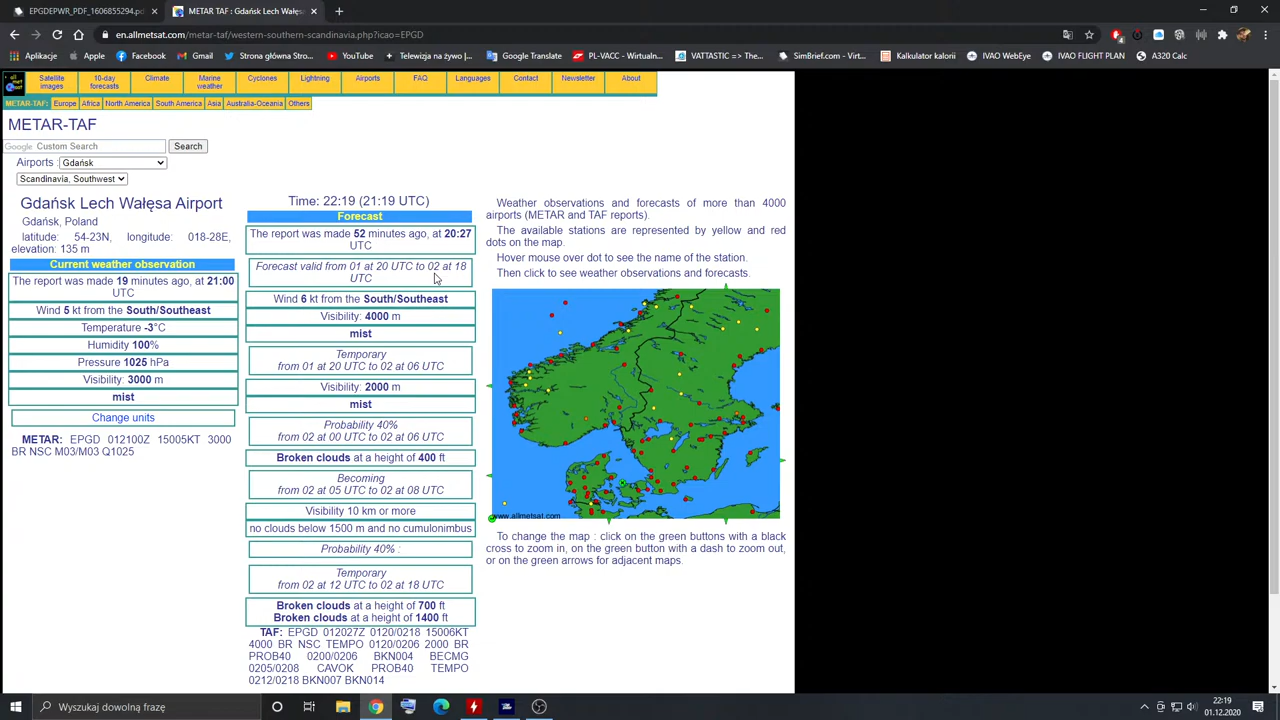 EPGDEPWR_PDF_1606855294.pdf
METAR TAF : EPGD
en.allmetsat.com/metar-taf/western-southern-scandinavia.php?icao=EPGD
Aplikacje
Apple
Facebook
Gmail
Strona główna Stro...
YouTube
Telewizja na żywo |...
Google Translate
PL-VACC - Wirtualn...
VATTASTIC => The...
SimBrief.com - Virt...
Kalkulator kalorii
IVAO WebEye
IVAO FLIGHT PLAN
A320 Calc
Satellite images
10-day forecasts
Climate
Marine weather
Cyclones
Lightning
Airports
FAQ
Languages
Contact
Newsletter
About
METAR-TAF:
Europe
Africa
North America
South America
Asia
Australia-Oceania
Others
METAR-TAF
Google Custom Search
Search
Airports :
Gdańsk
Scandinavia, Southwest
Gdańsk Lech Wałęsa Airport
Gdańsk, Poland
latitude: 54-23N, longitude: 018-28E,
elevation: 135 m
Current weather observation
The report was made 19 minutes ago, at 21:00
UTC
Wind 5 kt from the South/Southeast
Temperature -3°C
Humidity 100%
Pressure 1025 hPa
Visibility: 3000 m
mist
Change units
METAR: EPGD 012100Z 15005KT 3000
BR NSC M03/M03 Q1025
Time: 22:19 (21:19 UTC)
Forecast
The report was made 52 minutes ago, at 20:27
UTC
Forecast valid from 01 at 20 UTC to 02 at 18
UTC
Wind 6 kt from the South/Southeast
Visibility: 4000 m
mist
Temporary
from 01 at 20 UTC to 02 at 06 UTC
Visibility: 2000 m
mist
Probability 40%
from 02 at 00 UTC to 02 at 06 UTC
Broken clouds at a height of 400 ft
Becoming
from 02 at 05 UTC to 02 at 08 UTC
Visibility 10 km or more
no clouds below 1500 m and no cumulonimbus
Probability 40% :
Temporary
from 02 at 12 UTC to 02 at 18 UTC
Broken clouds at a height of 700 ft
Broken clouds at a height of 1400 ft
TAF: EPGD 012027Z 0120/0218 15006KT
4000 BR NSC TEMPO 0120/0206 2000 BR
PROB40 0200/0206 BKN004 BECMG
0205/0208 CAVOK PROB40 TEMPO
0212/0218 BKN007 BKN014
Weather observations and forecasts of more than 4000
airports (METAR and TAF reports).
The available stations are represented by yellow and red
dots on the map.
Hover mouse over dot to see the name of the station.
Then click to see weather observations and forecasts.
www.allmetsat.com
To change the map : click on the green buttons with a black
cross to zoom in, on the green button with a dash to zoom out,
or on the green arrows for adjacent maps.
Wyszukaj dowolną frazę
22:19
01.12.2020